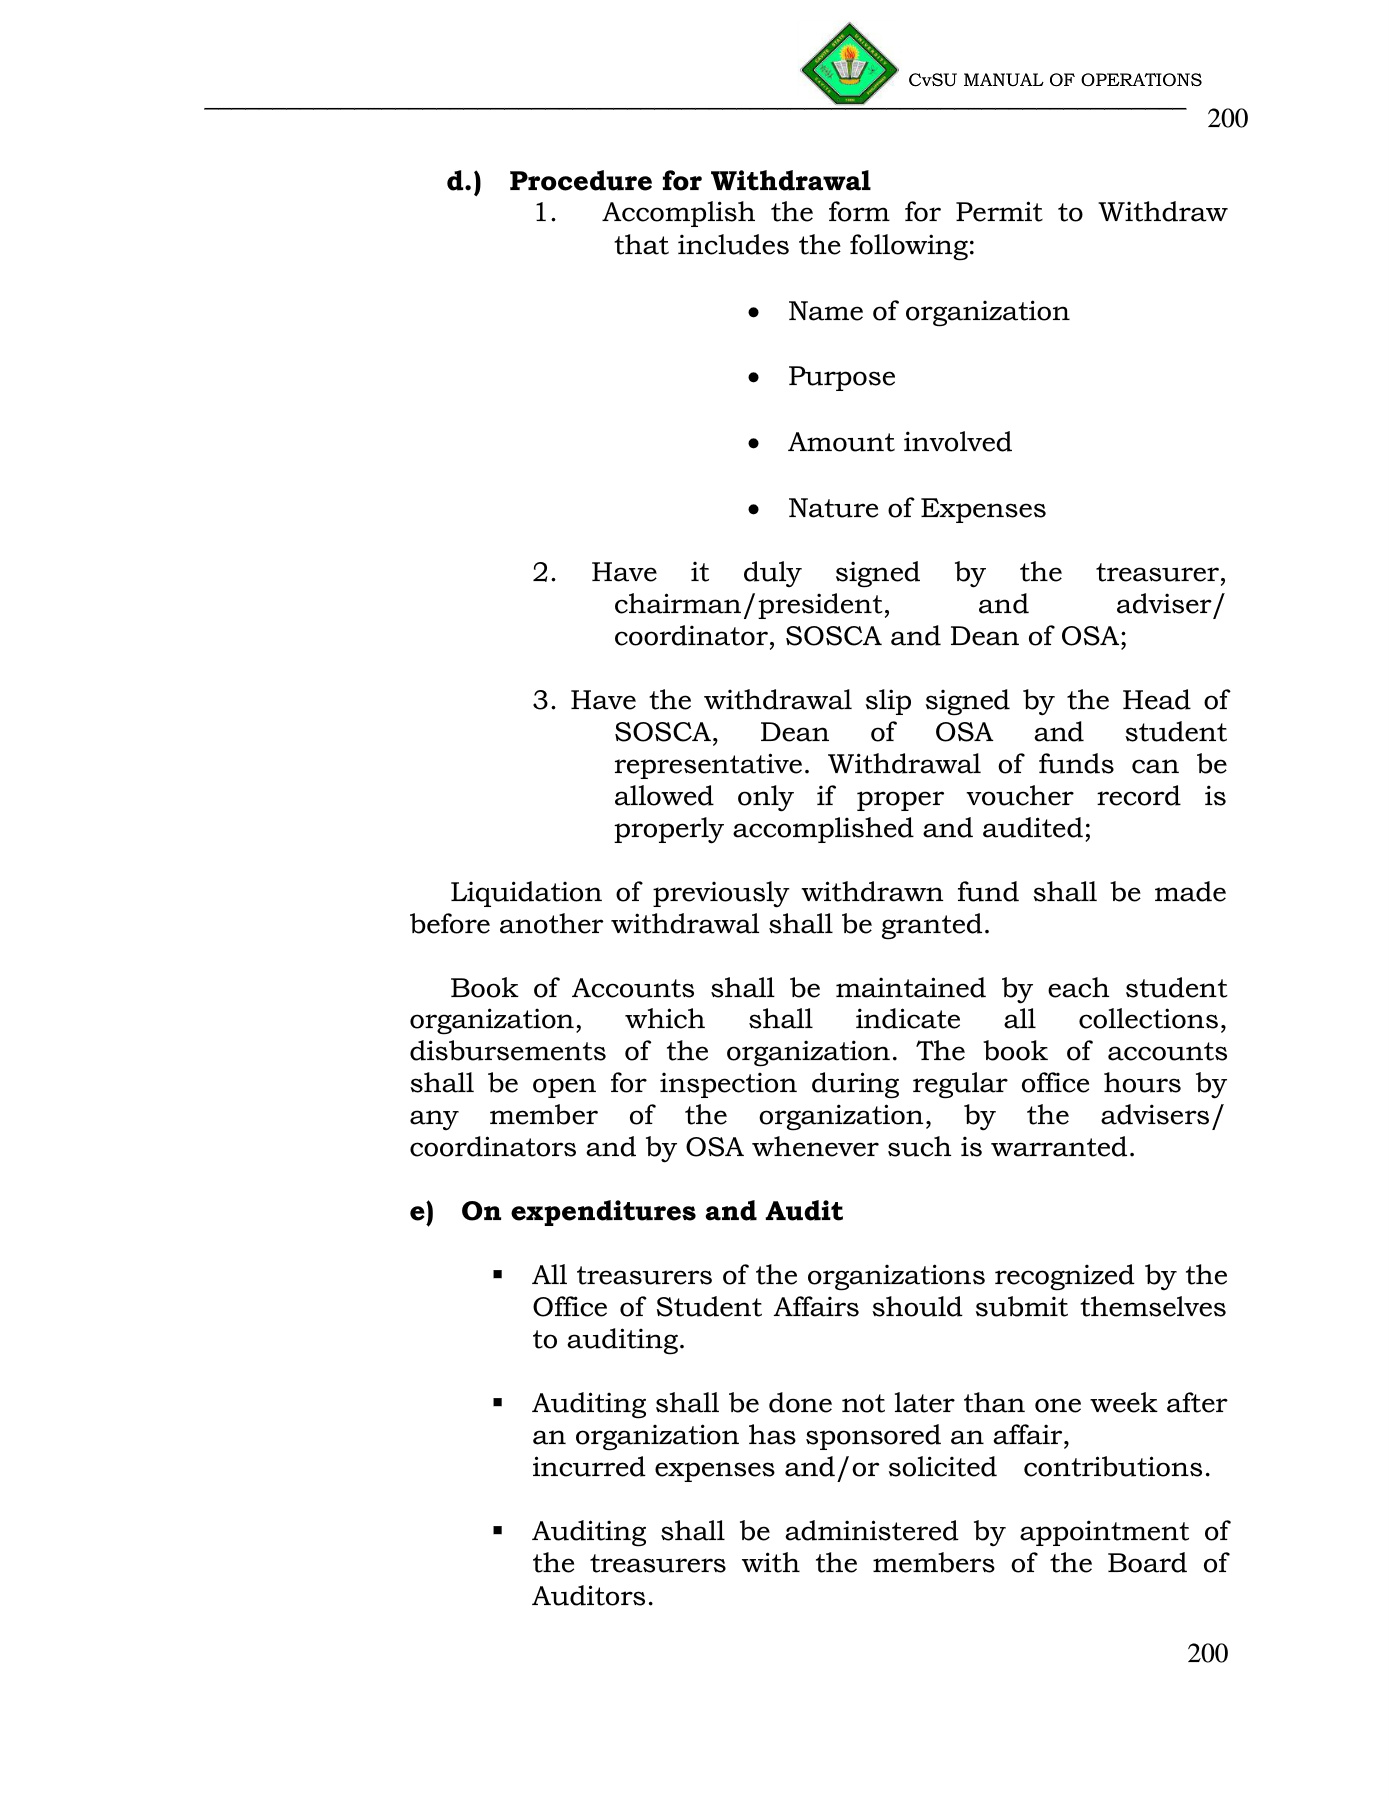 CvSU MANUAL OF OPERATIONS
200
d.) Procedure for Withdrawal
1. Accomplish the form for Permit to Withdraw
that includes the following:
• Name of organization
• Purpose
• Amount involved
• Nature of Expenses
2. Have it duly signed by the treasurer,
chairman/president, and adviser/
coordinator, SOSCA and Dean of OSA;
3. Have the withdrawal slip signed by the Head of
SOSCA, Dean of OSA and student
representative. Withdrawal of funds can be
allowed only if proper voucher record is
properly accomplished and audited;
Liquidation of previously withdrawn fund shall be made
before another withdrawal shall be granted.
Book of Accounts shall be maintained by each student
organization, which shall indicate all collections,
disbursements of the organization. The book of accounts
shall be open for inspection during regular office hours by
any member of the organization, by the advisers/
coordinators and by OSA whenever such is warranted.
e) On expenditures and Audit
▪ All treasurers of the organizations recognized by the
Office of Student Affairs should submit themselves
to auditing.
▪ Auditing shall be done not later than one week after
an organization has sponsored an affair,
incurred expenses and/or solicited contributions.
▪ Auditing shall be administered by appointment of
the treasurers with the members of the Board of
Auditors.
200